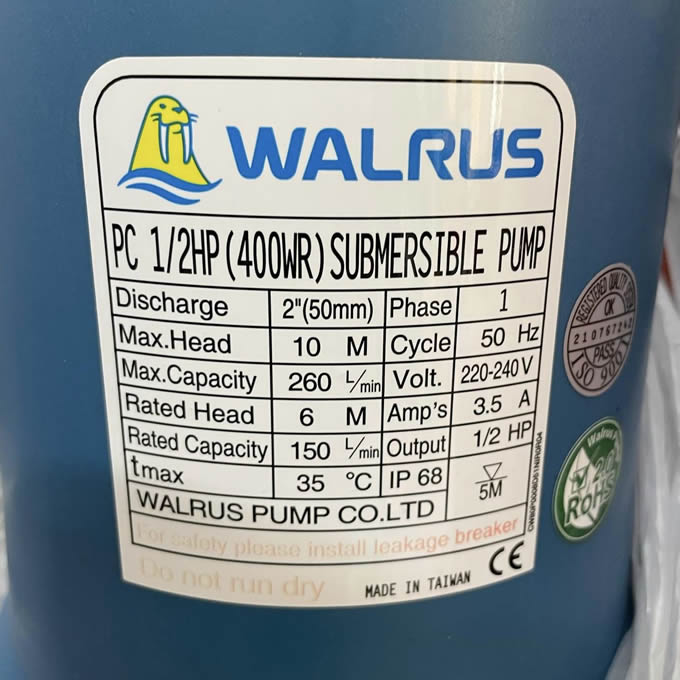 WALRUS
PC 1/2HP(400WR)SUBMERSIBLE PUMP
Discharge 2"(50mm) Phase 1
Max.Head 10 M Cycle 50 Hz
Max.Capacity 260 L/min Volt. 220-240V
Rated Head 6 M Amp's 3.5 A
Rated Capacity 150 L/min Output 1/2 HP
tmax 35 °C IP 68 5M
WALRUS PUMP CO.LTD
For safety please install leakage breaker
Do not run dry MADE IN TAIWAN CE
REGISTERED QUALITY
OK
PASS
Walrus
2.0
ROHS